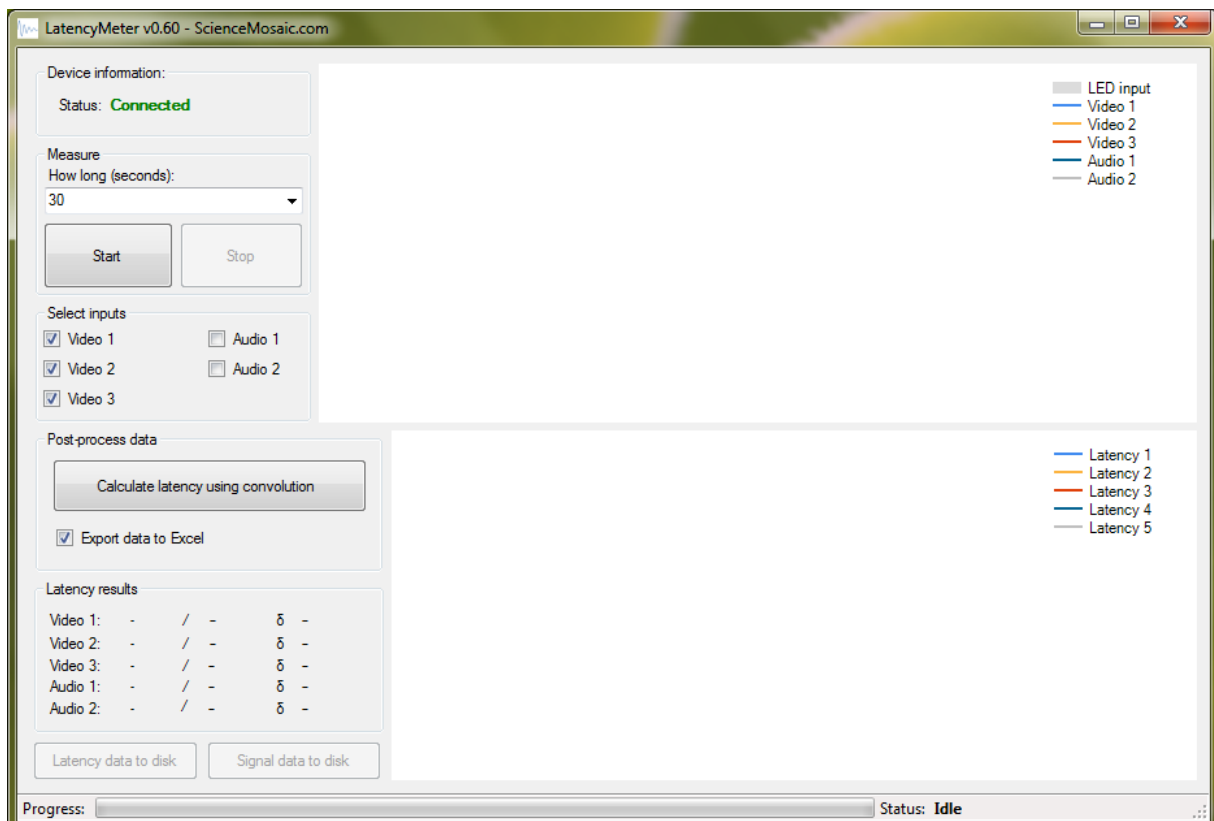 LatencyMeter v0.60 - ScienceMosaic.com
Device information:
Status: Connected
Measure
How long (seconds):
30
Start
Stop
Select inputs
Video 1
Audio 1
Video 2
Audio 2
Video 3
LED input
Video 1
Video 2
Video 3
Audio 1
Audio 2
Post-process data
Calculate latency using convolution
Export data to Excel
Latency results
Video 1: - / - δ -
Video 2: - / - δ -
Video 3: - / - δ -
Audio 1: - / - δ -
Audio 2: - / - δ -
Latency data to disk
Signal data to disk
Latency 1
Latency 2
Latency 3
Latency 4
Latency 5
Progress:
Status: Idle